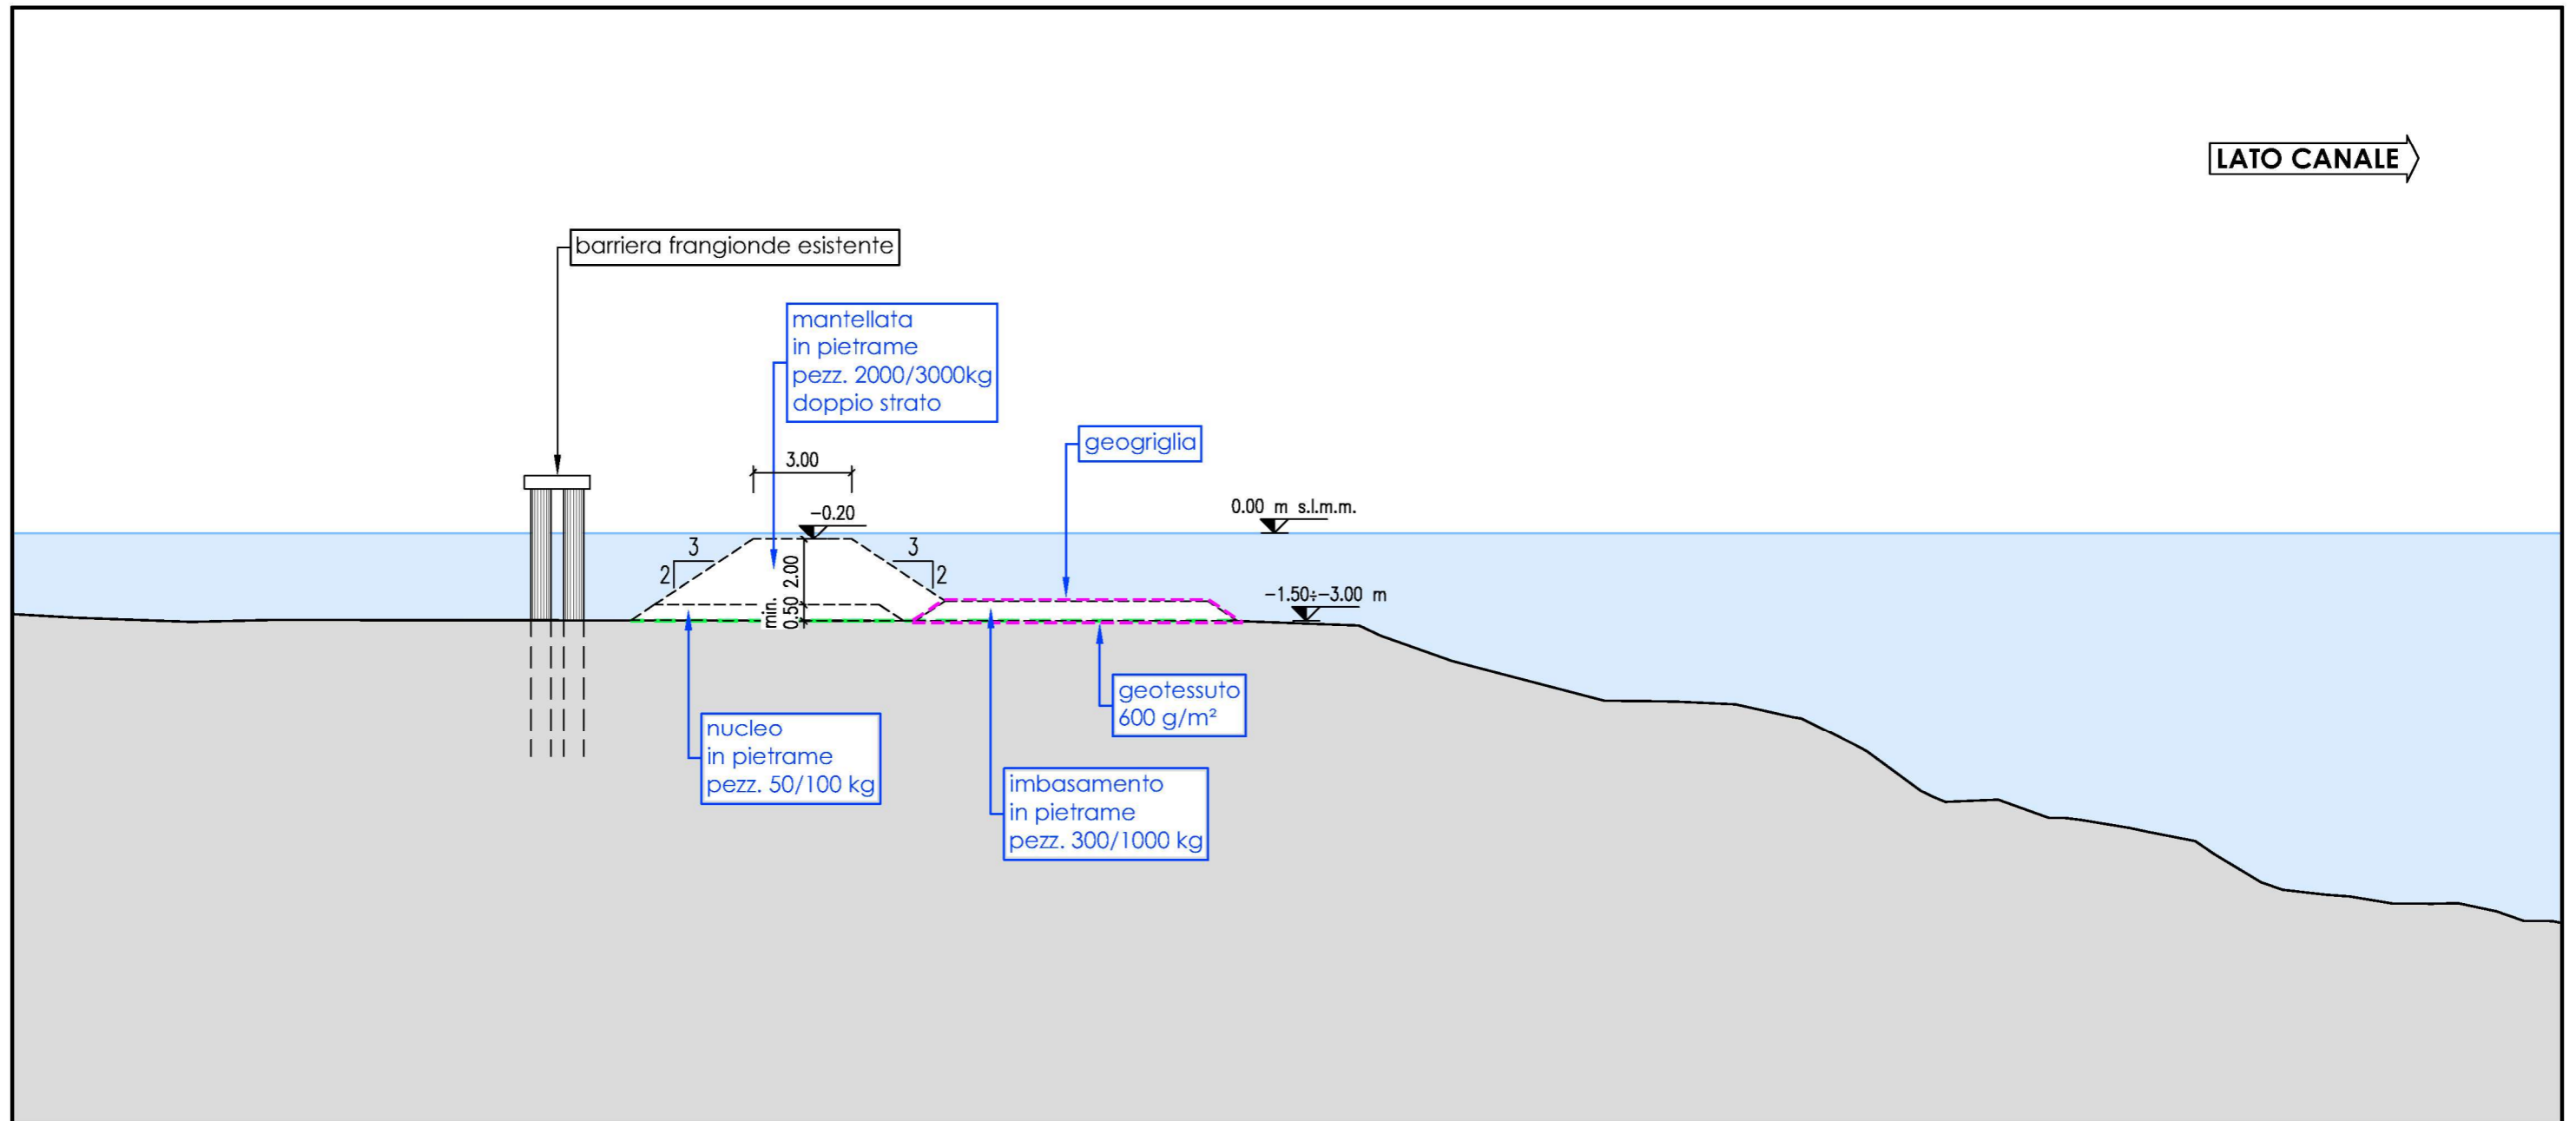 LATO CANALE
barriera frangionde esistente
mantellata
in pietrame
pezz. 2000/3000kg
doppio strato
geogriglia
3.00
-0.20
0.00 m s.l.m.m.
3
2
3
2
2.00
min.
0.50
-1.50÷-3.00 m
geotessuto
600 g/m²
nucleo
in pietrame
pezz. 50/100 kg
imbasamento
in pietrame
pezz. 300/1000 kg